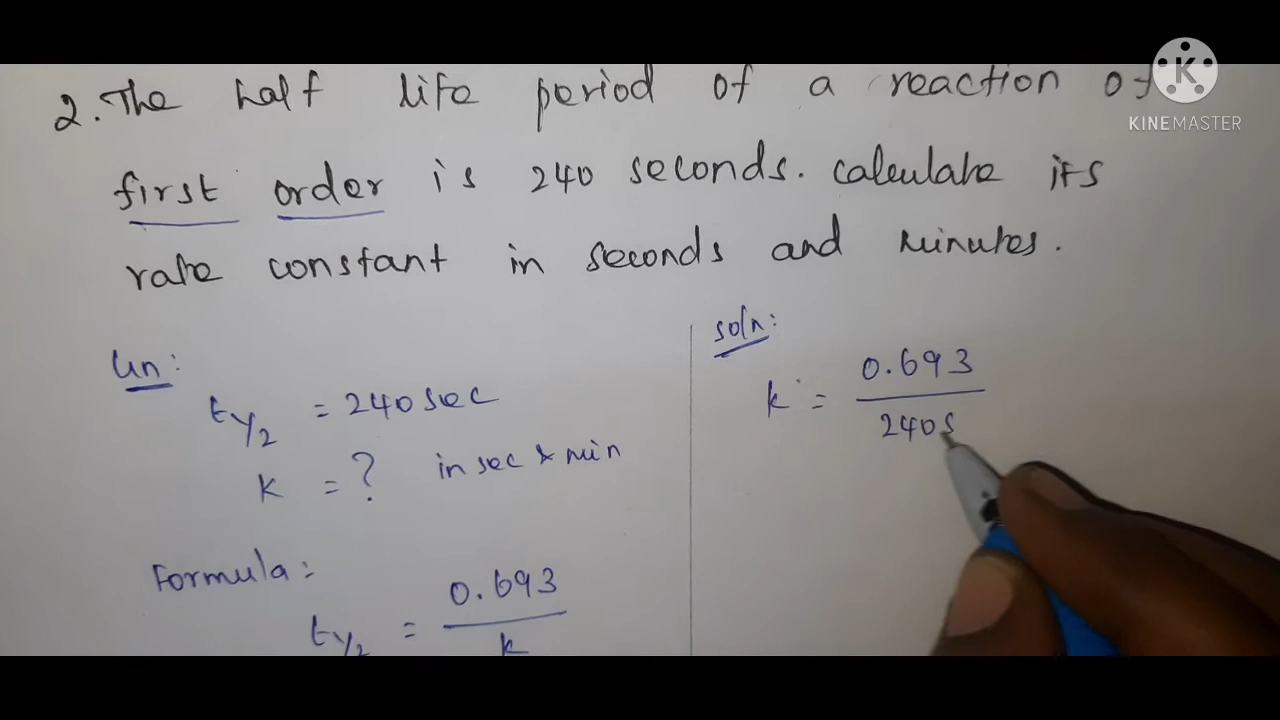 2. The half life period of a reaction of
first order is 240 seconds. calculate its
rate constant in seconds and minutes.
Gn:
t1/2 = 240 sec
k = ? in sec & min
Formula:
t1/2 = 0.693 / k
soln:
k = 0.693 / 240 s
K
KINEMASTER